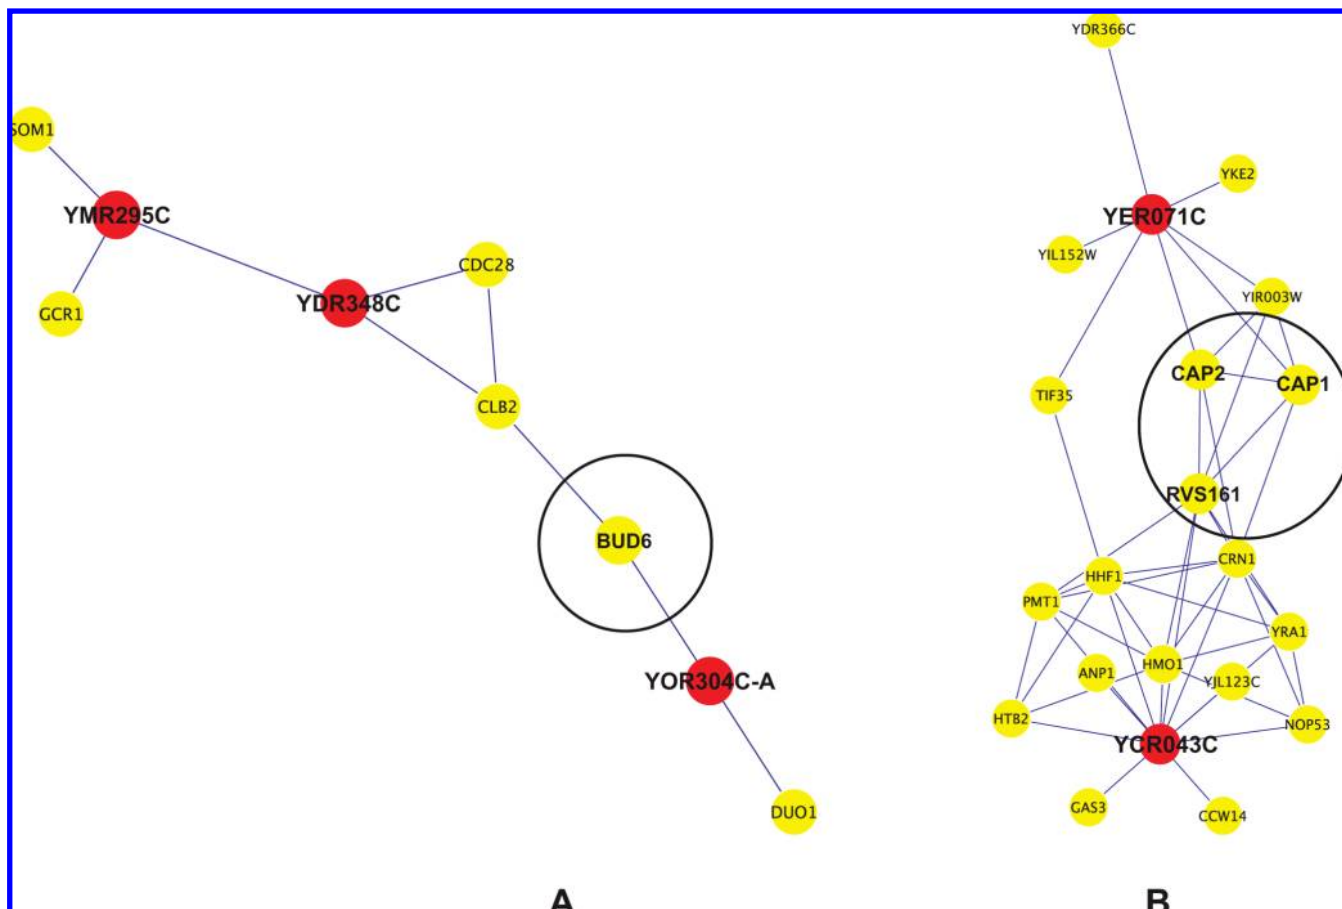 SOM1
YMR295C
GCR1
YDR348C
CDC28
CLB2
BUD6
YOR304C-A
DUO1
A
YDR366C
YKE2
YER071C
YIL152W
YIR003W
CAP2
CAP1
TIF35
RVS161
CRN1
HHF1
PMT1
YRA1
HMO1
ANP1
YJL123C
HTB2
NOP53
YCR043C
GAS3
CCW14
B